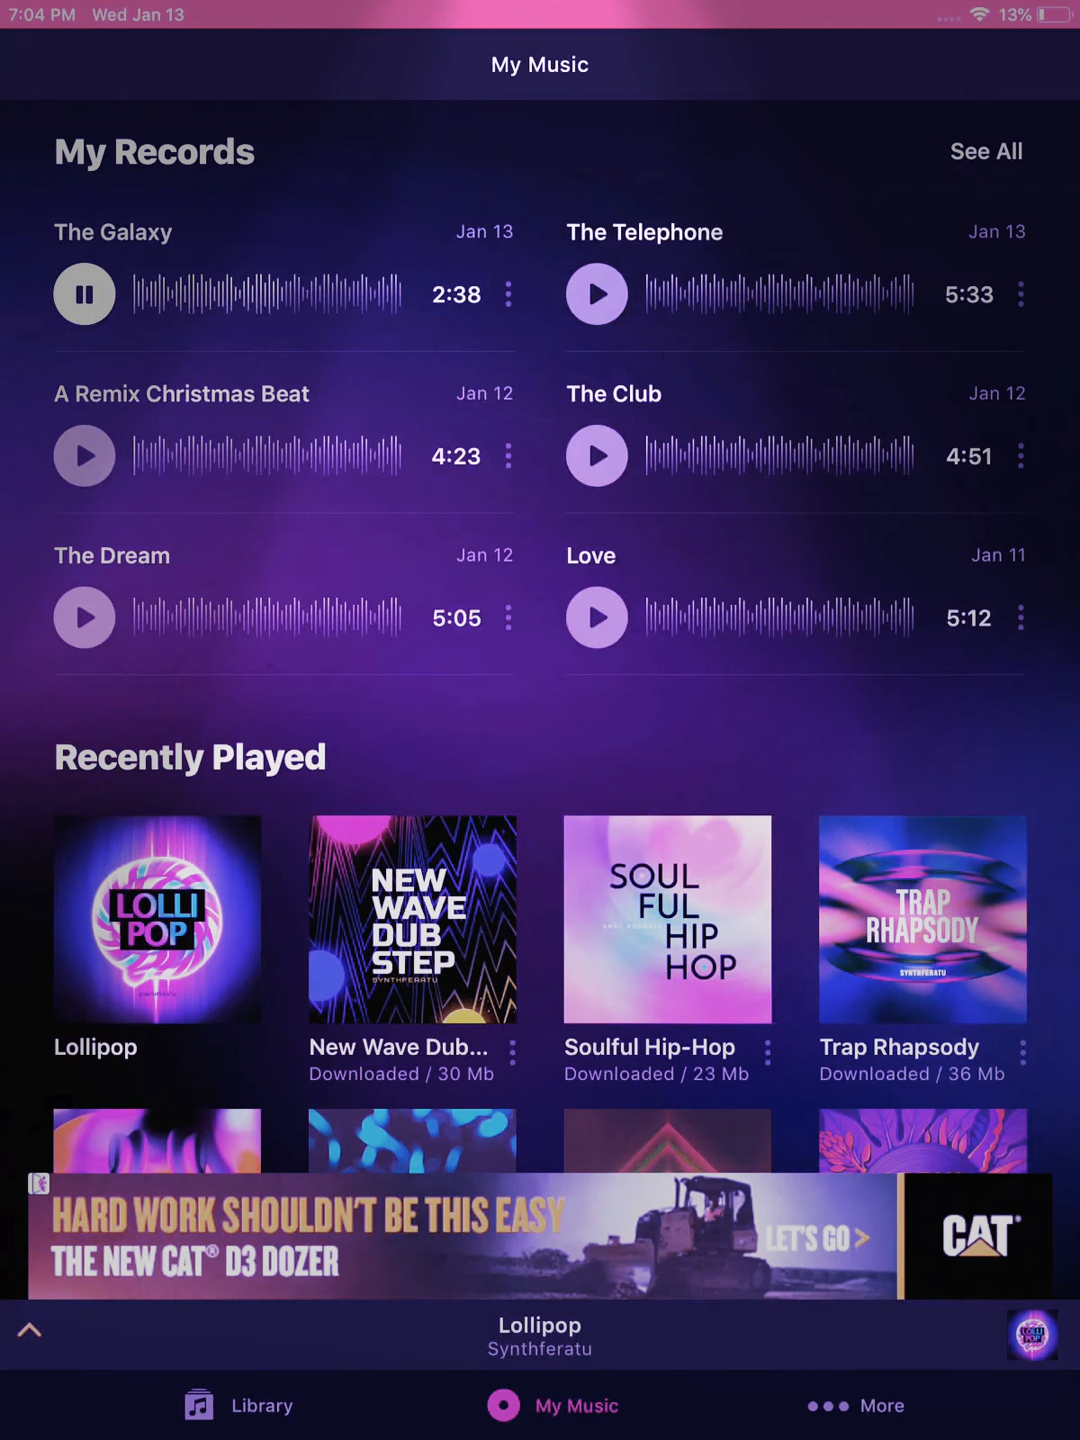 7:04 PM Wed Jan 13 13%
My Music
My Records See All
The Galaxy Jan 13
2:38
The Telephone Jan 13
5:33
A Remix Christmas Beat Jan 12
4:23
The Club Jan 12
4:51
The Dream Jan 12
5:05
Love Jan 11
5:12
Recently Played
LOLLI
POP
NEW
WAVE
DUB
STEP
SYNTHFERATU
SOUL
FUL
HIP
HOP
TRAP
RHAPSODY
SYNTHFERATU
Lollipop
New Wave Dub...
Downloaded / 30 Mb
Soulful Hip-Hop
Downloaded / 23 Mb
Trap Rhapsody
Downloaded / 36 Mb
HARD WORK SHOULDN'T BE THIS EASY
THE NEW CAT® D3 DOZER
LET'S GO >
CAT®
Lollipop
Synthferatu
LOLLI
POP
Library My Music More